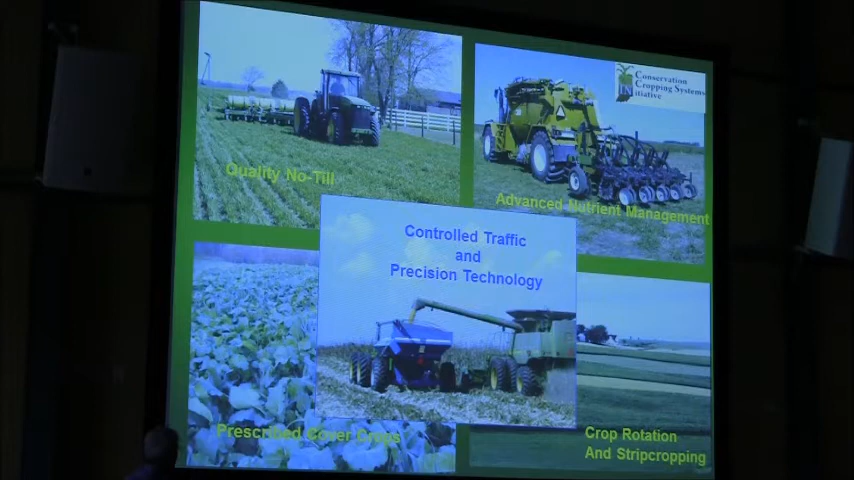 Conservation
Cropping Systems
INitiative
Quality No-Till
Advanced Nutrient Management
Controlled Traffic
and
Precision Technology
Prescribed Cover Crops
Crop Rotation
And Stripcropping